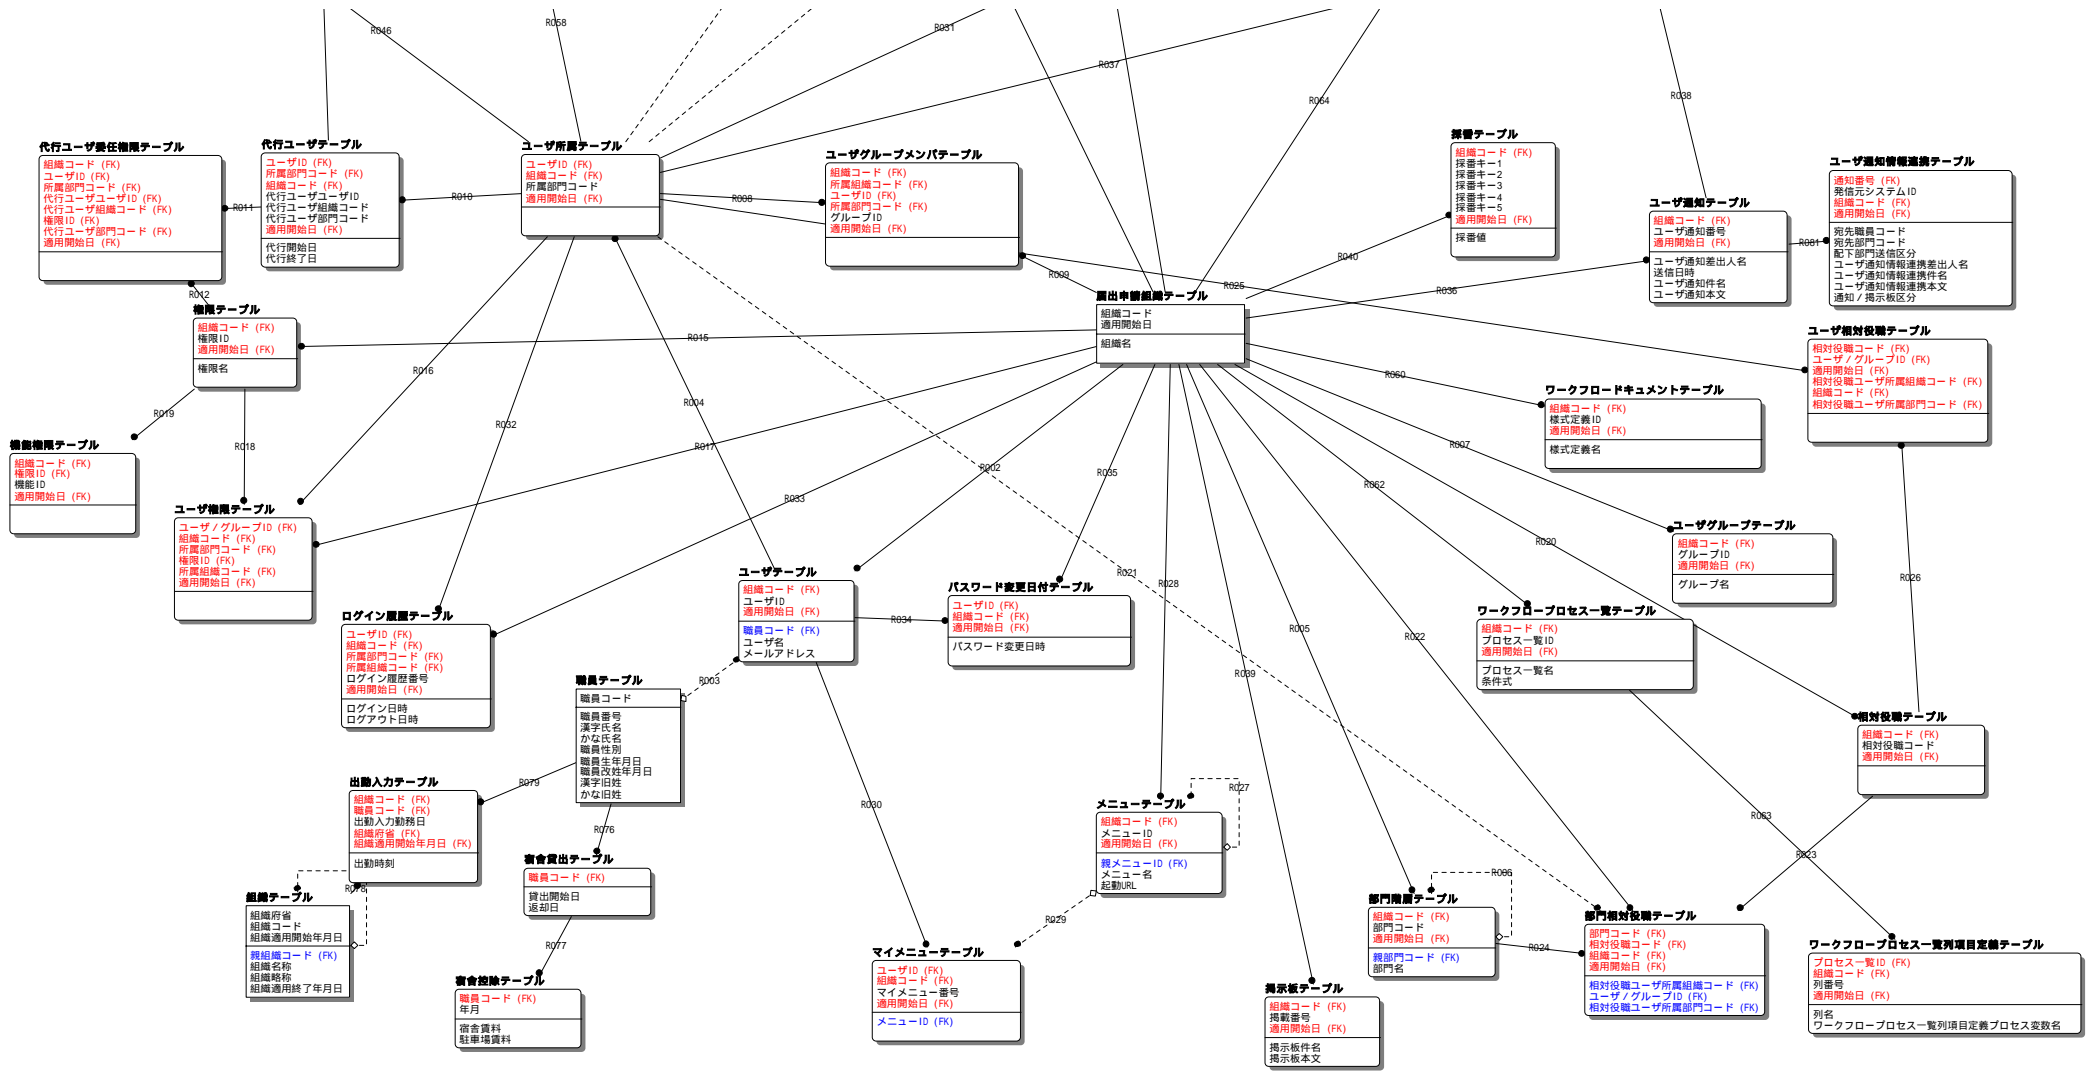 R046
R058
R031
R037
R064
R038
代行ユーザ委任権限テーブル
組織コード (FK)
ユーザID (FK)
所属部門コード (FK)
代行ユーザユーザID (FK)
代行ユーザ組織コード (FK)
権限ID (FK)
代行ユーザ部門コード (FK)
適用開始日 (FK)
R011
代行ユーザテーブル
ユーザID (FK)
所属部門コード (FK)
組織コード (FK)
代行ユーザユーザID
代行ユーザ組織コード
代行ユーザ部門コード
適用開始日 (FK)
代行開始日
代行終了日
R010
ユーザ所属テーブル
ユーザID (FK)
組織コード (FK)
所属部門コード
適用開始日 (FK)
R008
ユーザグループメンバテーブル
組織コード (FK)
所属組織コード (FK)
ユーザID (FK)
所属部門コード (FK)
グループID
適用開始日 (FK)
R009
採番テーブル
組織コード (FK)
採番キー1
採番キー2
採番キー3
採番キー4
採番キー5
適用開始日 (FK)
採番値
R040
ユーザ通知テーブル
組織コード (FK)
ユーザ通知番号
適用開始日 (FK)
ユーザ通知差出人名
送信日時
ユーザ通知件名
ユーザ通知本文
R081
ユーザ通知情報連携テーブル
通知番号 (FK)
発信元システムID
組織コード (FK)
適用開始日 (FK)
宛先職員コード
宛先部門コード
配下部門送信区分
ユーザ通知情報連携差出人名
ユーザ通知情報連携件名
ユーザ通知情報連携本文
通知/掲示板区分
R012
R025
R036
権限テーブル
組織コード (FK)
権限ID
適用開始日 (FK)
権限名
届出申請組織テーブル
組織コード
適用開始日
組織名
R015
R016
R004
R060
ユーザ相対役職テーブル
相対役職コード (FK)
ユーザ/グループID (FK)
適用開始日 (FK)
相対役職ユーザ所属組織コード (FK)
組織コード (FK)
相対役職ユーザ所属部門コード (FK)
ワークフロードキュメントテーブル
組織コード (FK)
様式定義ID
適用開始日 (FK)
様式定義名
R019
R018
R032
R017
R002
R035
R062
R007
R033
R020
R026
R021
R028
機能権限テーブル
組織コード (FK)
権限ID (FK)
機能ID
適用開始日 (FK)
ユーザ権限テーブル
ユーザ/グループID (FK)
組織コード (FK)
所属部門コード (FK)
権限ID (FK)
所属組織コード (FK)
適用開始日 (FK)
ユーザグループテーブル
組織コード (FK)
グループID
適用開始日 (FK)
グループ名
ログイン履歴テーブル
ユーザID (FK)
組織コード (FK)
所属部門コード (FK)
所属組織コード (FK)
ログイン履歴番号
適用開始日 (FK)
ログイン日時
ログアウト日時
ユーザテーブル
組織コード (FK)
ユーザID
適用開始日 (FK)
職員コード (FK)
ユーザ名
メールアドレス
R034
パスワード変更日付テーブル
ユーザID (FK)
組織コード (FK)
適用開始日 (FK)
パスワード変更日時
R005
R022
R039
ワークフロープロセス一覧テーブル
組織コード (FK)
プロセス一覧ID
適用開始日 (FK)
プロセス一覧名
条件式
R003
職員テーブル
職員コード
職員番号
漢字氏名
かな氏名
職員性別
職員生年月日
職員改姓年月日
漢字旧姓
かな旧姓
相対役職テーブル
組織コード (FK)
相対役職コード
適用開始日 (FK)
R079
R076
R030
R027
R063
R023
出勤入力テーブル
組織コード (FK)
職員コード (FK)
出勤入力勤務日
組織府省 (FK)
組織適用開始年月日 (FK)
出勤時刻
メニューテーブル
組織コード (FK)
メニューID
適用開始日 (FK)
親メニューID (FK)
メニュー名
起動URL
R078
宿舎貸出テーブル
職員コード (FK)
貸出開始日
返却日
R029
R006
組織テーブル
組織府省
組織コード
組織適用開始年月日
親組織コード (FK)
組織名称
組織略称
組織適用終了年月日
R077
部門階層テーブル
組織コード (FK)
部門コード
適用開始日 (FK)
親部門コード (FK)
部門名
R024
部門相対役職テーブル
部門コード (FK)
相対役職コード (FK)
組織コード (FK)
適用開始日 (FK)
相対役職ユーザ所属組織コード (FK)
ユーザ/グループID (FK)
相対役職ユーザ所属部門コード (FK)
ワークフロープロセス一覧列項目定義テーブル
プロセス一覧ID (FK)
組織コード (FK)
列番号
適用開始日 (FK)
列名
ワークフロープロセス一覧列項目定義プロセス変数名
宿舎控除テーブル
職員コード (FK)
年月
宿舎賃料
駐車場賃料
マイメニューテーブル
ユーザID (FK)
組織コード (FK)
マイメニュー番号
適用開始日 (FK)
メニューID (FK)
掲示板テーブル
組織コード (FK)
掲載番号
適用開始日 (FK)
掲示板件名
掲示板本文